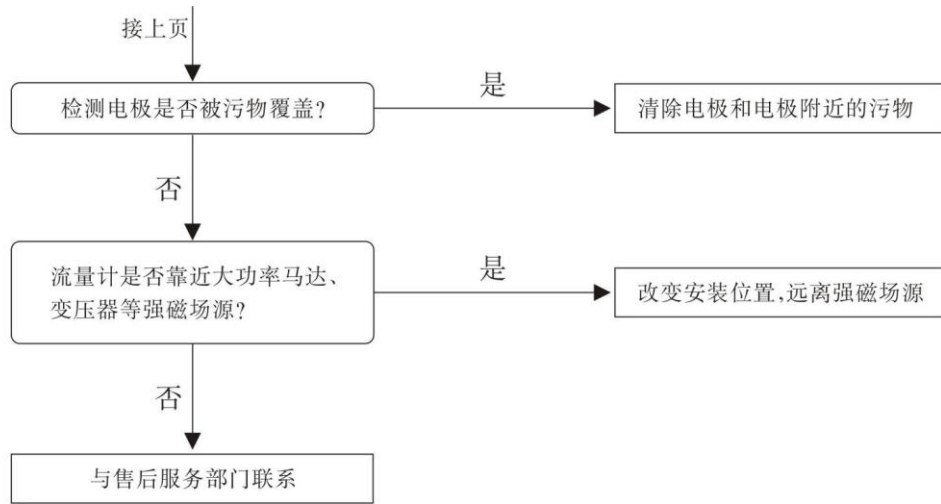 接上页
检测电极是否被污物覆盖?
是
清除电极和电极附近的污物
否
流量计是否靠近大功率马达、
变压器等强磁场源?
是
改变安装位置,远离强磁场源
否
与售后服务部门联系